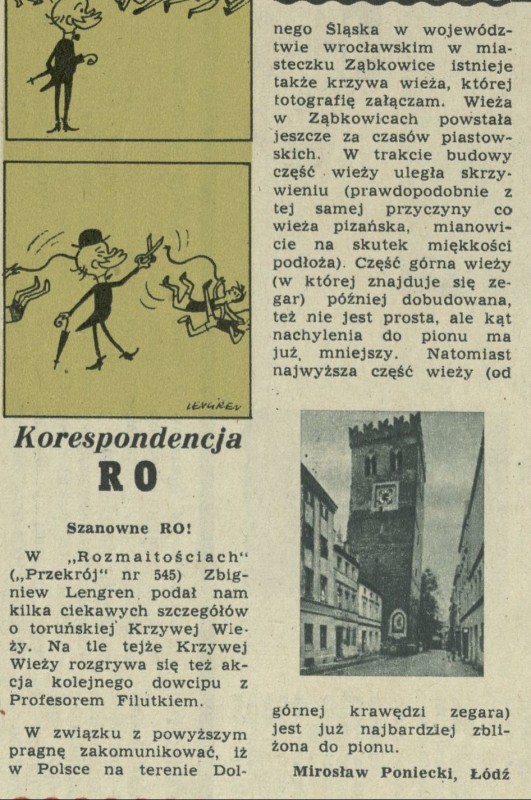 LENGREN
Korespondencja
RO
Szanowne RO!
W „Rozmaitościach"
(„Przekrój" nr 545) Zbig-
niew Lengren podał nam
kilka ciekawych szczegółów
o toruńskiej Krzywej Wie-
ży. Na tle tejże Krzywej
Wieży rozgrywa się też ak-
cja kolejnego dowcipu z
Profesorem Filutkiem.
W związku z powyższym
pragnę zakomunikować, iż
w Polsce na terenie Dol-
nego Śląska w wojewódz-
twie wrocławskim w mia-
steczku Ząbkowice istnieje
także krzywa wieża, której
fotografię załączam. Wieża
w Ząbkowicach powstała
jeszcze za czasów piastow-
skich. W trakcie budowy
część wieży uległa skrzy-
wieniu (prawdopodobnie z
tej samej przyczyny co
wieża pizańska, mianowi-
cie na skutek miękkości
podłoża). Część górna wieży
(w której znajduje się ze-
gar) później dobudowana,
też nie jest prosta, ale kąt
nachylenia do pionu ma
już mniejszy. Natomiast
najwyższa część wieży (od
górnej krawędzi zegara)
jest już najbardziej zbli-
żona do pionu.
Mirosław Poniecki, Łódź